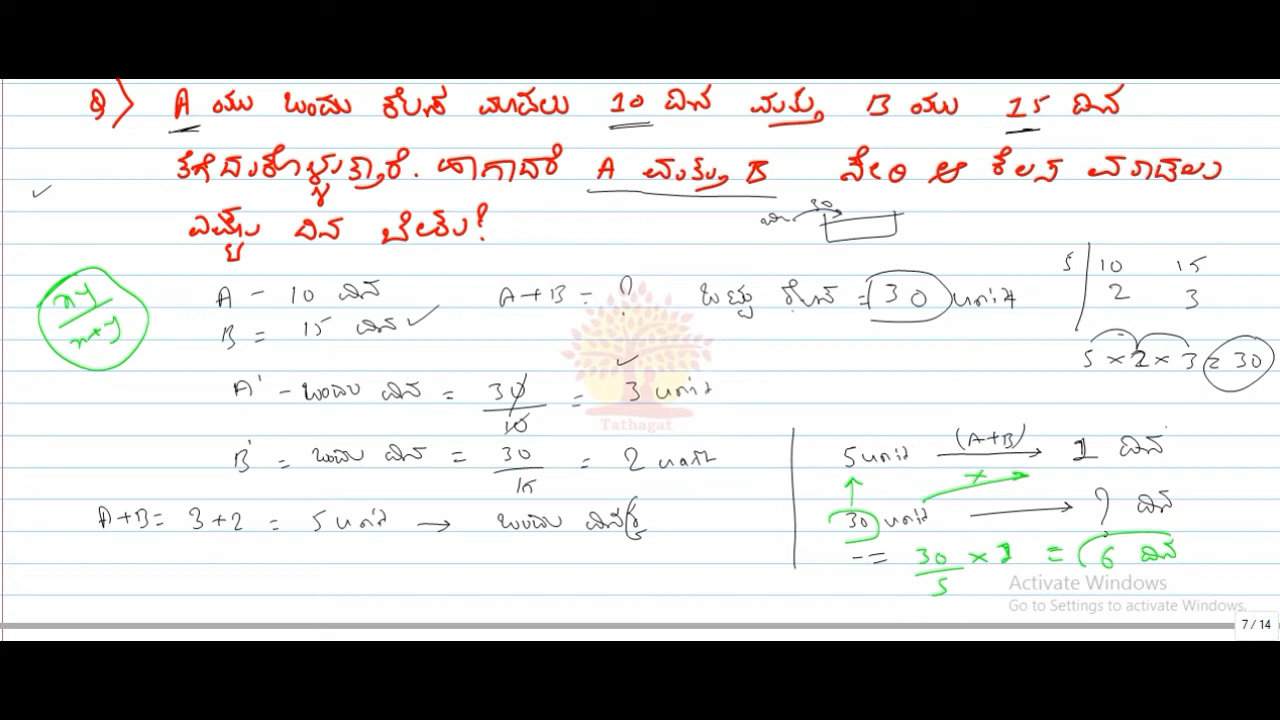 Q) A ಯು ಒಂದು ಕೆಲಸ ಮಾಡಲು 10 ದಿನ ಮತ್ತು B ಯು 15 ದಿನ
ತೆಗೆದುಕೊಳ್ಳುತ್ತಾರೆ. ಹಾಗಾದರೆ A ಮತ್ತು B ಸೇರಿ ಆ ಕೆಲಸ ಮಾಡಲು
ಎಷ್ಟು ದಿನ ಬೇಕು?
30
xy/x+y
A - 10 ದಿನ
A+B = ?
ಒಟ್ಟು ಕೆಲಸ = 30 unit
5 | 10 15
2 3
B = 15 ದಿನ
5 × 2 × 3 = 30
A' - ಒಂದು ದಿನ = 30/10 = 3 unit
B' = ಒಂದು ದಿನ = 30/15 = 2 unit
A+B = 3+2 = 5 unit → ಒಂದು ದಿನಕ್ಕೆ
5 unit (A+B) → 1 ದಿನ
×
30 unit → ? ದಿನ
= 30/5 × 1 = 6 ದಿನ
Tathagat
Activate Windows
Go to Settings to activate Windows.
7 / 14